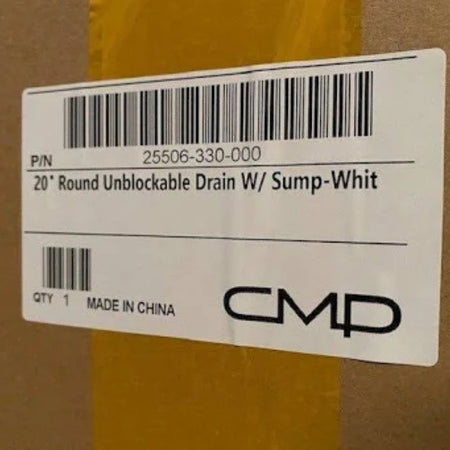 P/N 25506-330-000
20" Round Unblockable Drain W/ Sump-Whit
QTY 1 MADE IN CHINA
CMP